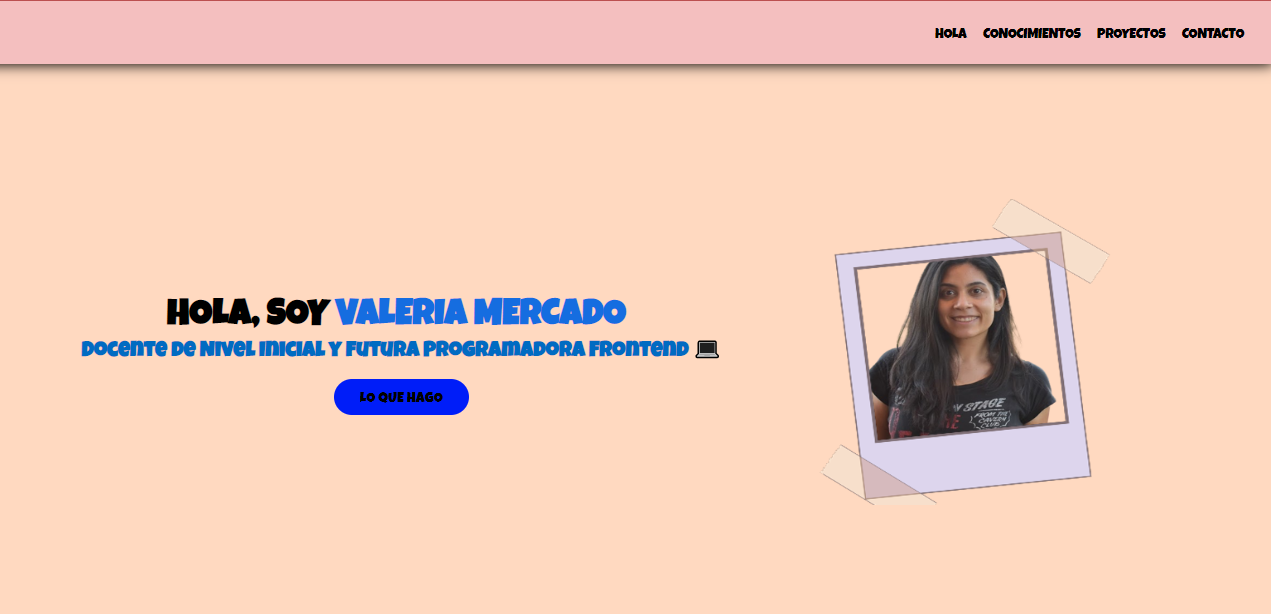 HOLA CONOCIMIENTOS PROYECTOS CONTACTO
HOLA, SOY VALERIA MERCADO
Docente de Nivel Inicial y Futura Programadora Frontend 💻
LO QUE HAGO
STAGE
FROM THE
CAVERN
CLUB